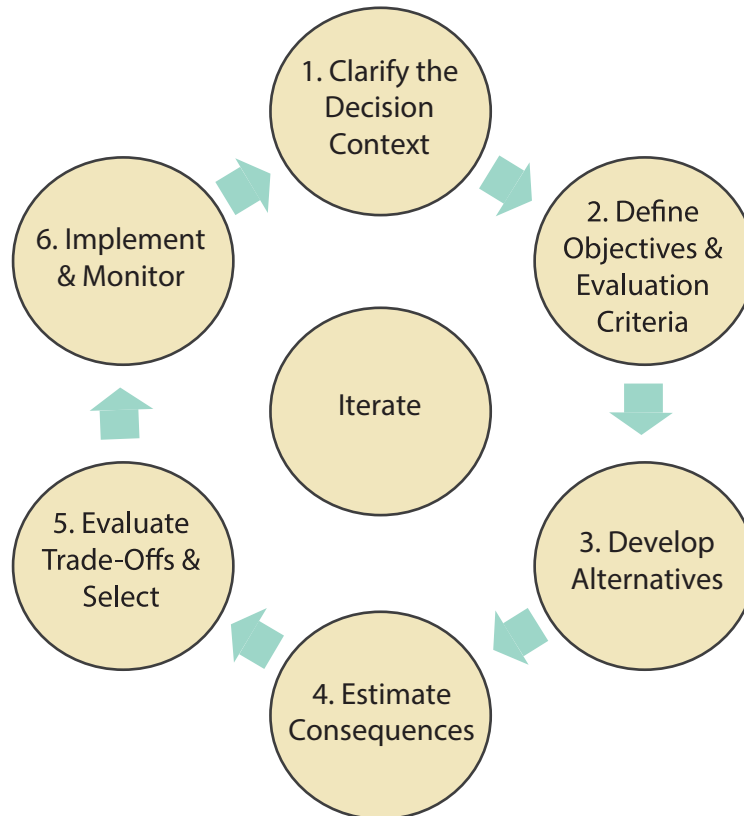 1. Clarify the
Decision
Context
2. Define
Objectives &
Evaluation
Criteria
3. Develop
Alternatives
4. Estimate
Consequences
5. Evaluate
Trade-Offs &
Select
6. Implement
& Monitor
Iterate